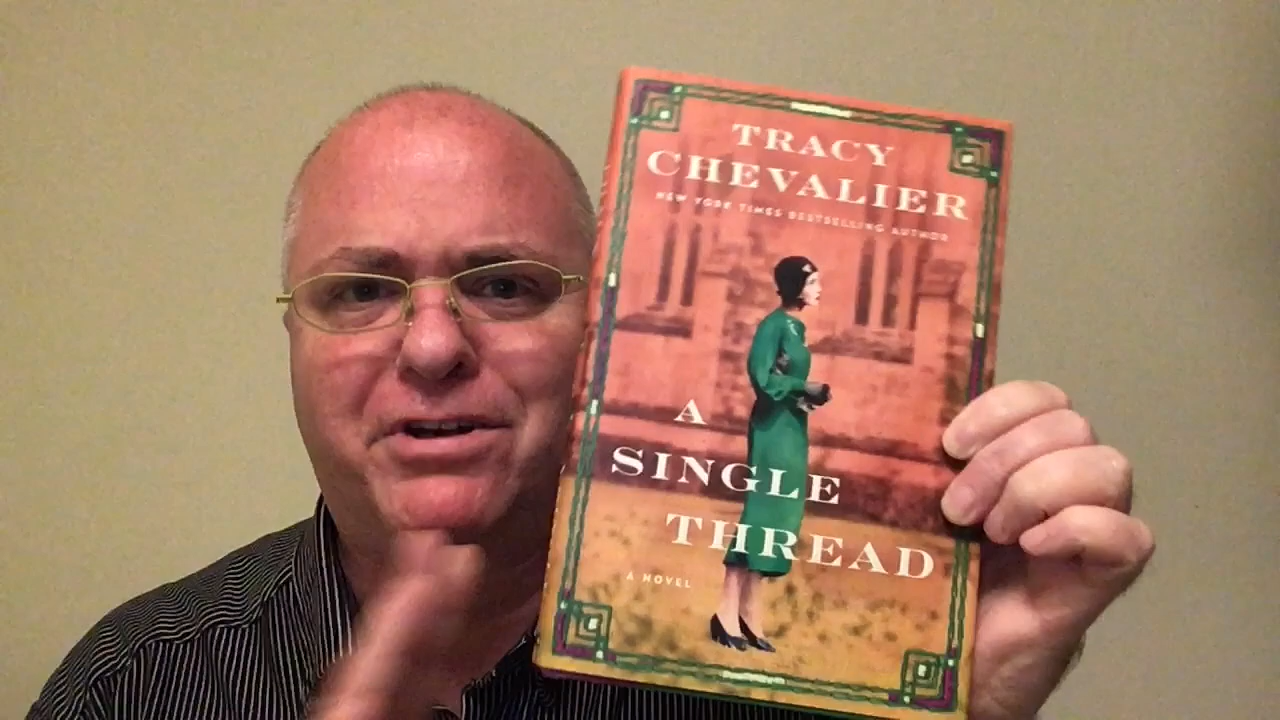 TRACY
CHEVALIER
NEW YORK TIMES BESTSELLING AUTHOR
A
SINGLE
THREAD
A NOVEL